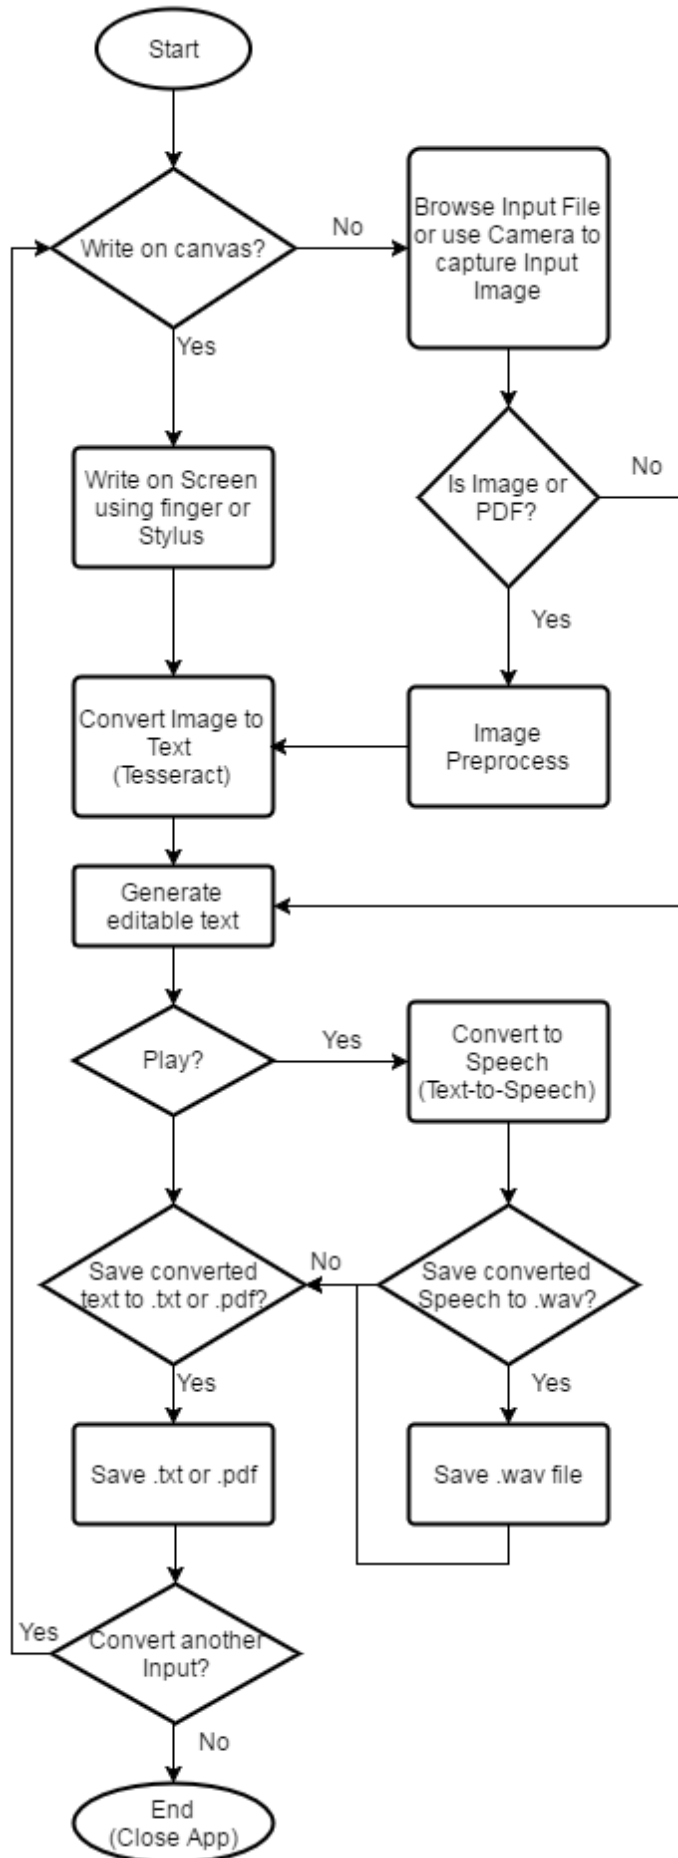 Start
Write on canvas?
No
Browse Input File
or use Camera to
capture Input
Image
Yes
Write on Screen
using finger or
Stylus
Is Image or
PDF?
No
Yes
Convert Image to
Text
(Tesseract)
Image
Preprocess
Generate
editable text
Play?
Yes
Convert to
Speech
(Text-to-Speech)
Save converted
text to .txt or .pdf?
No
Save converted
Speech to .wav?
Yes
Yes
Save .txt or .pdf
Save .wav file
Yes
Convert another
Input?
No
End
(Close App)